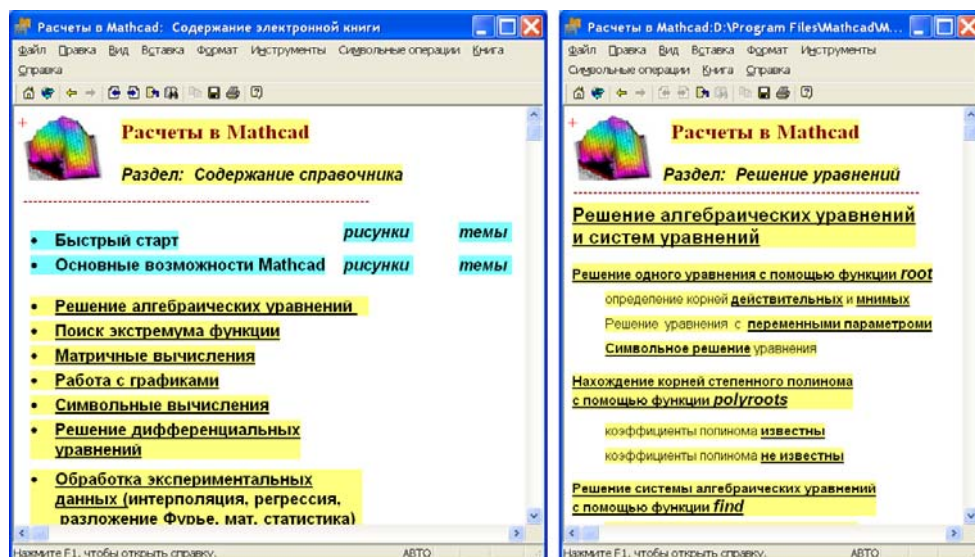 Расчеты в Mathcad: Содержание электронной книги
Файл Правка Вид Вставка Формат Инструменты Символьные операции Книга
Справка
Расчеты в Mathcad
Раздел: Содержание справочника
• Быстрый старт рисунки темы
• Основные возможности Mathcad рисунки темы
• Решение алгебраических уравнений
• Поиск экстремума функции
• Матричные вычисления
• Работа с графиками
• Символьные вычисления
• Решение дифференциальных
уравнений
• Обработка экспериментальных
данных (интерполяция, регрессия,
разложение Фурье, мат. статистика)
Нажмите F1, чтобы открыть справку. АВТО
Расчеты в Mathcad:D:\Program Files\Mathcad\M...
Файл Правка Вид Вставка Формат Инструменты
Символьные операции Книга Справка
Расчеты в Mathcad
Раздел: Решение уравнений
Решение алгебраических уравнений
и систем уравнений
Решение одного уравнения с помощью функции root
определение корней действительных и мнимых
Решение уравнения с переменными параметроми
Символьное решение уравнения
Нахождение корней степенного полинома
с помощью функции polyroots
коэффициенты полинома известны
коэффициенты полинома не известны
Решение системы алгебраических уравнений
с помощью функции find
Нажмите F1, чтобы открыть справку. АВТО